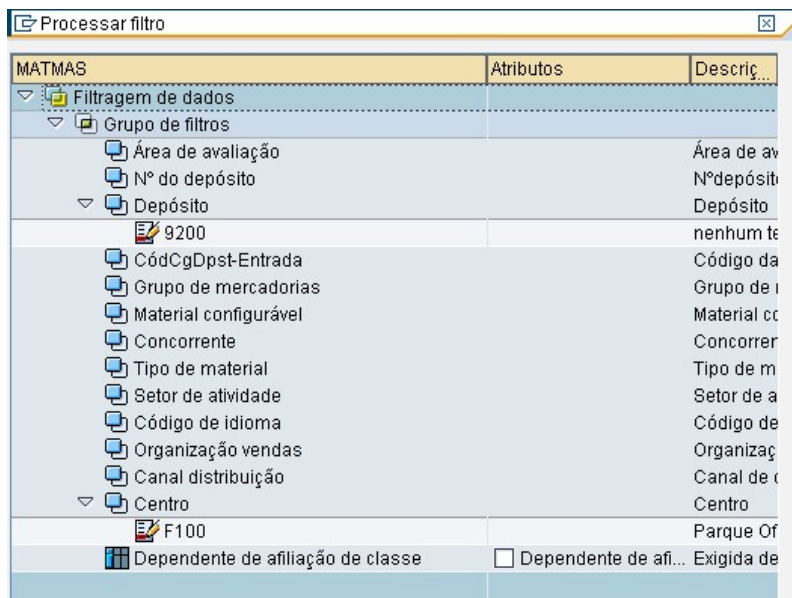 Processar filtro
MATMAS Atributos Descriç...
Filtragem de dados
Grupo de filtros
Área de avaliação Área de av
Nº do depósito Nºdepósit
Depósito Depósito
9200 nenhum te
CódCgDpst-Entrada Código da
Grupo de mercadorias Grupo de
Material configurável Material co
Concorrente Concorrer
Tipo de material Tipo de m
Setor de atividade Setor de a
Código de idioma Código de
Organização vendas Organizaç
Canal distribuição Canal de
Centro Centro
F100 Parque Of
Dependente de afiliação de classe Dependente de afi... Exigida de